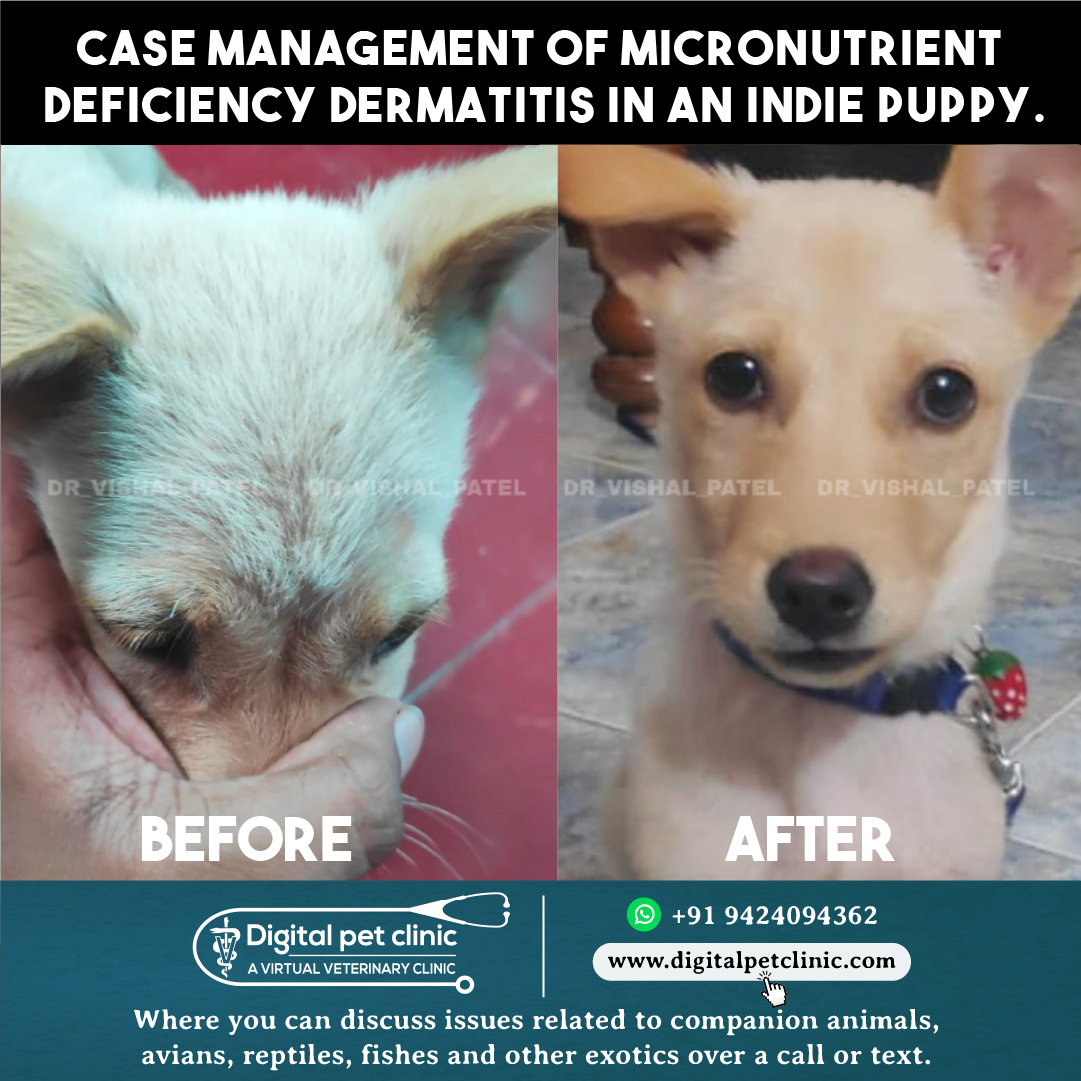 CASE MANAGEMENT OF MICRONUTRIENT
DEFICIENCY DERMATITIS IN AN INDIE PUPPY.
DR_VISHAL_PATEL DR_VISHAL_PATEL DR_VISHAL_PATEL DR_VISHAL_PATEL
BEFORE
AFTER
Digital pet clinic
A VIRTUAL VETERINARY CLINIC
+91 9424094362
www.digitalpetclinic.com
Where you can discuss issues related to companion animals,
avians, reptiles, fishes and other exotics over a call or text.